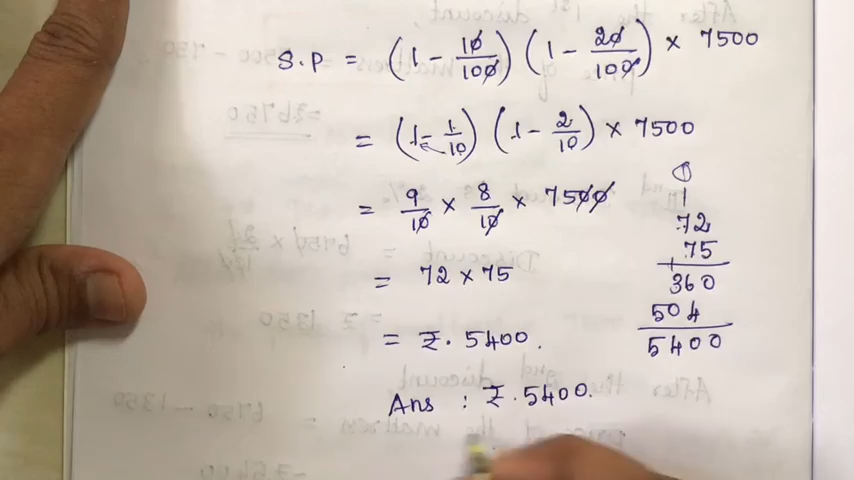 S.P = (1 - 10/100) (1 - 20/100) × 7500
= (1 - 1/10) (1 - 2/10) × 7500
= 9/10 × 8/10 × 7500
= 72 × 75
= ₹. 5400.
Ans : ₹. 5400.
1
1
72
75
360
504
5400